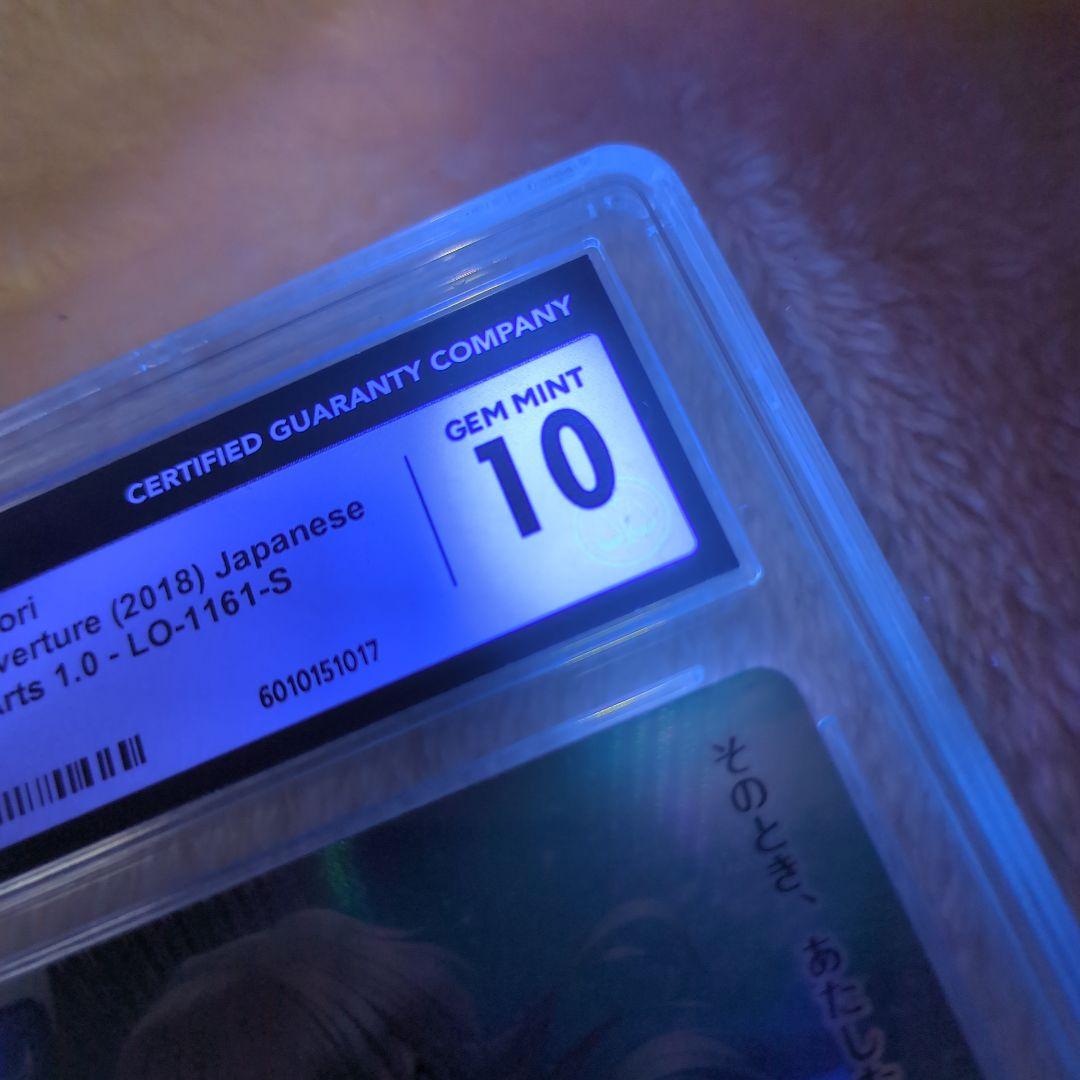 CERTIFIED GUARANTY COMPANY
GEM MINT
10
ori
verture (2018) Japanese
Arts 1.0 - LO-1161-S
6010151017
そのとき、
あたしは